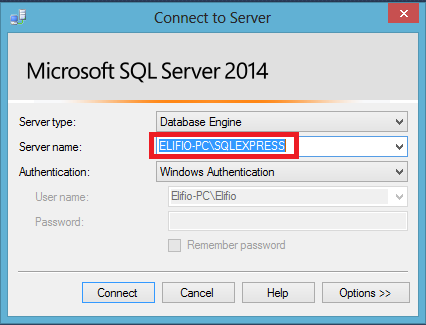 Connect to Server
Microsoft SQL Server 2014
Server type: Database Engine
Server name: ELIFIO-PC\SQLEXPRESS
Authentication: Windows Authentication
User name: Elifio-PC\Elifio
Password:
Remember password
Connect Cancel Help Options >>